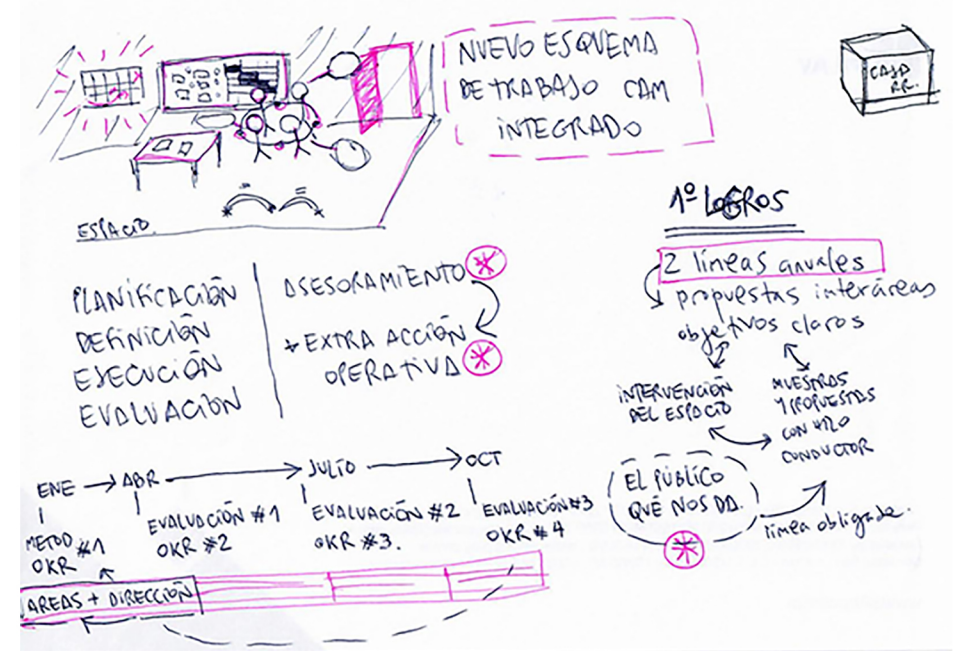 NUEVO ESQUEMA
DE TRABAJO CAM
INTEGRADO
CAJA
RR.
ESPACIO.
PLANIFICACIÓN
DEFINICIÓN
EJECUCIÓN
EVALUACIÓN
ASESORAMIENTO
+ EXTRA ACCIÓN
OPERATIVA
1º LOGROS
2 líneas anuales
propuestas interáreas
objetivos claros
INTERVENCIÓN
DEL ESPACIO
MUESTRAS
Y PROPUESTAS
CON HILO
CONDUCTOR
EL PÚBLICO
QUÉ NOS DA.
línea obligada.
ENE
ABR
JULIO
OCT
METOD #1
OKR
EVALUACIÓN #1
OKR #2
EVALUACIÓN #2
OKR #3.
EVALUACIÓN #3
OKR #4
AREAS + DIRECCIÓN